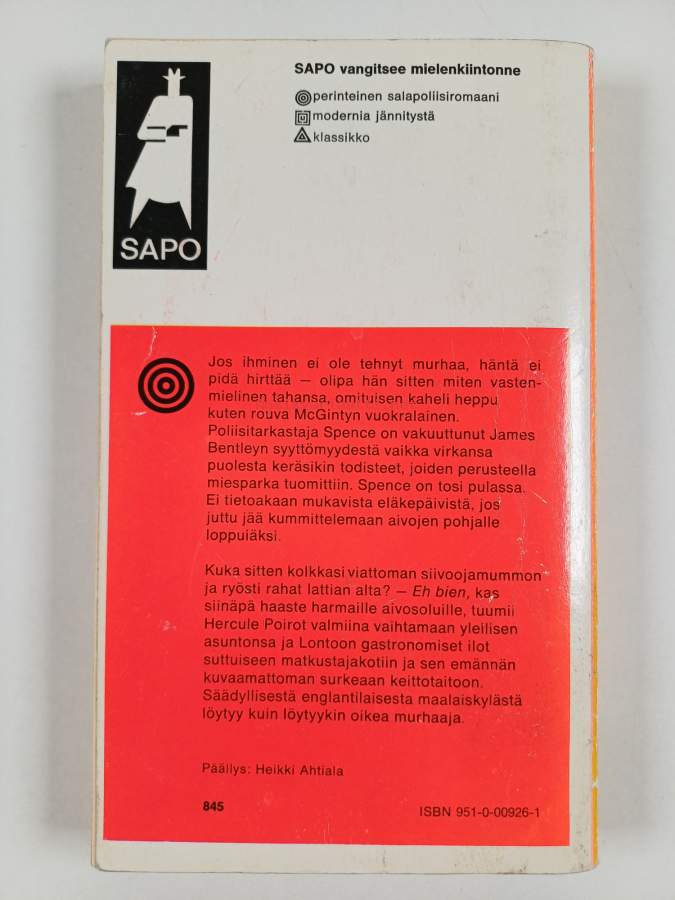 SAPO vangitsee mielenkiintonne
perinteinen salapoliisiromaani
modernia jännitystä
klassikko
SAPO
Jos ihminen ei ole tehnyt murhaa, häntä ei
pidä hirttää — olipa hän sitten miten vasten-
mielinen tahansa, omituisen kaheli heppu
kuten rouva McGintyn vuokralainen.
Poliisitarkastaja Spence on vakuuttunut James
Bentleyn syyttömyydestä vaikka virkansa
puolesta keräsikin todisteet, joiden perusteella
miesparka tuomittiin. Spence on tosi pulassa.
Ei tietoakaan mukavista eläkepäivistä, jos
juttu jää kummittelemaan aivojen pohjalle
loppuiäksi.
Kuka sitten kolkkasi viattoman siivoojamummon
ja ryösti rahat lattian alta? — Eh bien, kas
siinäpä haaste harmaille aivosoluille, tuumii
Hercule Poirot valmiina vaihtamaan yleilisen
asuntonsa ja Lontoon gastronomiset ilot
suttuiseen matkustajakotiin ja sen emännän
kuvaamattoman surkeaan keittotaitoon.
Säädyllisestä englantilaisesta maalaiskylästä
löytyy kuin löytyykin oikea murhaaja.
Päällys: Heikki Ahtiala
845
ISBN 951-0-00926-1